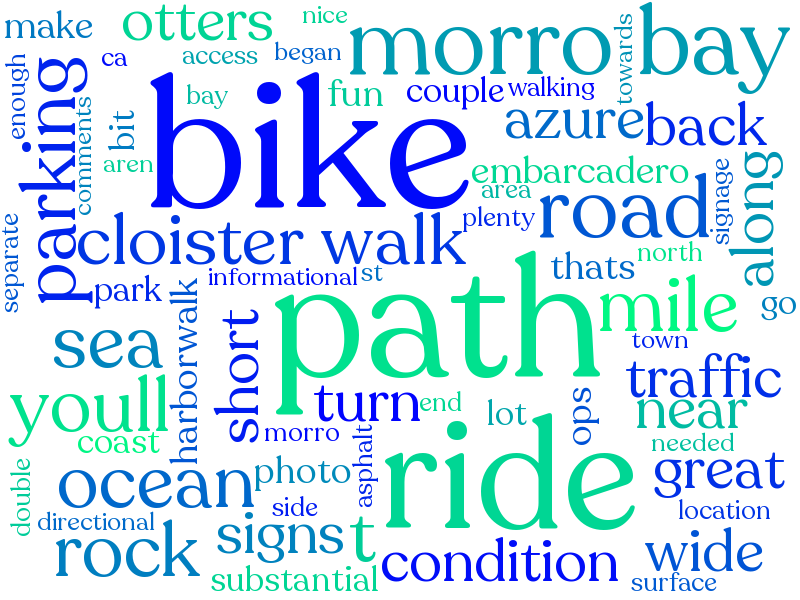 make
otters
nice
morro
bay
towards
enough
parking
ca
access
began
comments
bit
bay
bike
fun
couple
walking
azure
back
aren
embarcadero
area
road
signage
along
separate
cloister walk
plenty
park
informational
st
thats
north
go
harborwalk
short
path
mile
town
sea
youll
coast
turn
end
lot
ops
traffic
near
needed
morro
ocean
photo
asphalt
ride
great
double
directional
side
location
rock
signs
t
condition
wide
substantial
surface